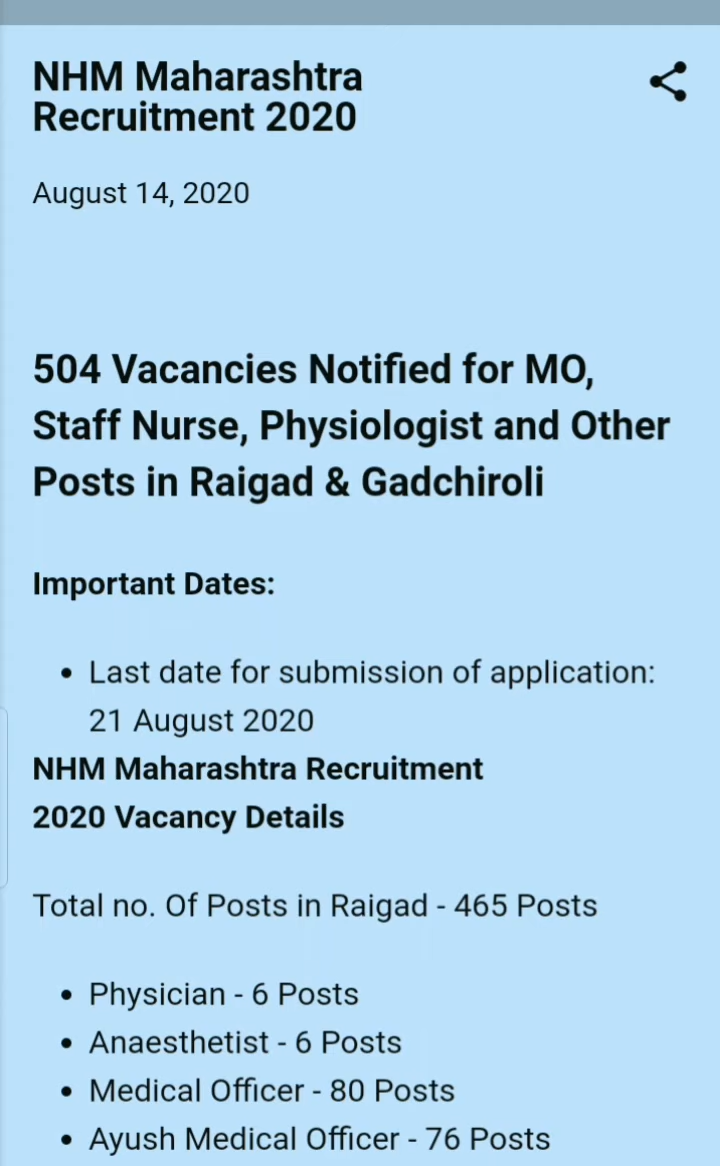 NHM Maharashtra
Recruitment 2020
August 14, 2020
504 Vacancies Notified for MO,
Staff Nurse, Physiologist and Other
Posts in Raigad & Gadchiroli
Important Dates:
• Last date for submission of application:
21 August 2020
NHM Maharashtra Recruitment
2020 Vacancy Details
Total no. Of Posts in Raigad - 465 Posts
• Physician - 6 Posts
• Anaesthetist - 6 Posts
• Medical Officer - 80 Posts
• Ayush Medical Officer - 76 Posts